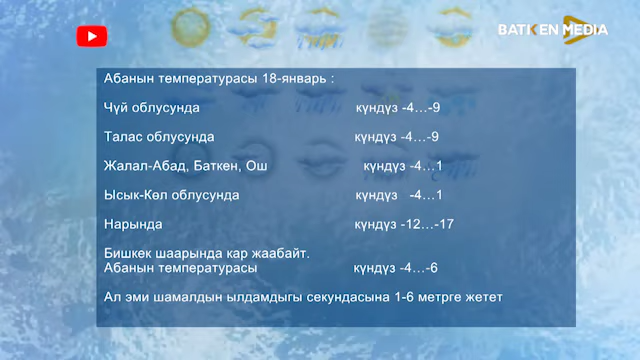 BATKEN MEDIA
Абанын температурасы 18-январь :
Чүй облусунда күндүз -4…-9
Талас облусунда күндүз -4…-9
Жалал-Абад, Баткен, Ош күндүз -4…1
Ысык-Көл облусунда күндүз -4…1
Нарында күндүз -12…-17
Бишкек шаарында кар жаабайт.
Абанын температурасы күндүз -4…-6
Ал эми шамалдын ылдамдыгы секундасына 1-6 метрге жетет